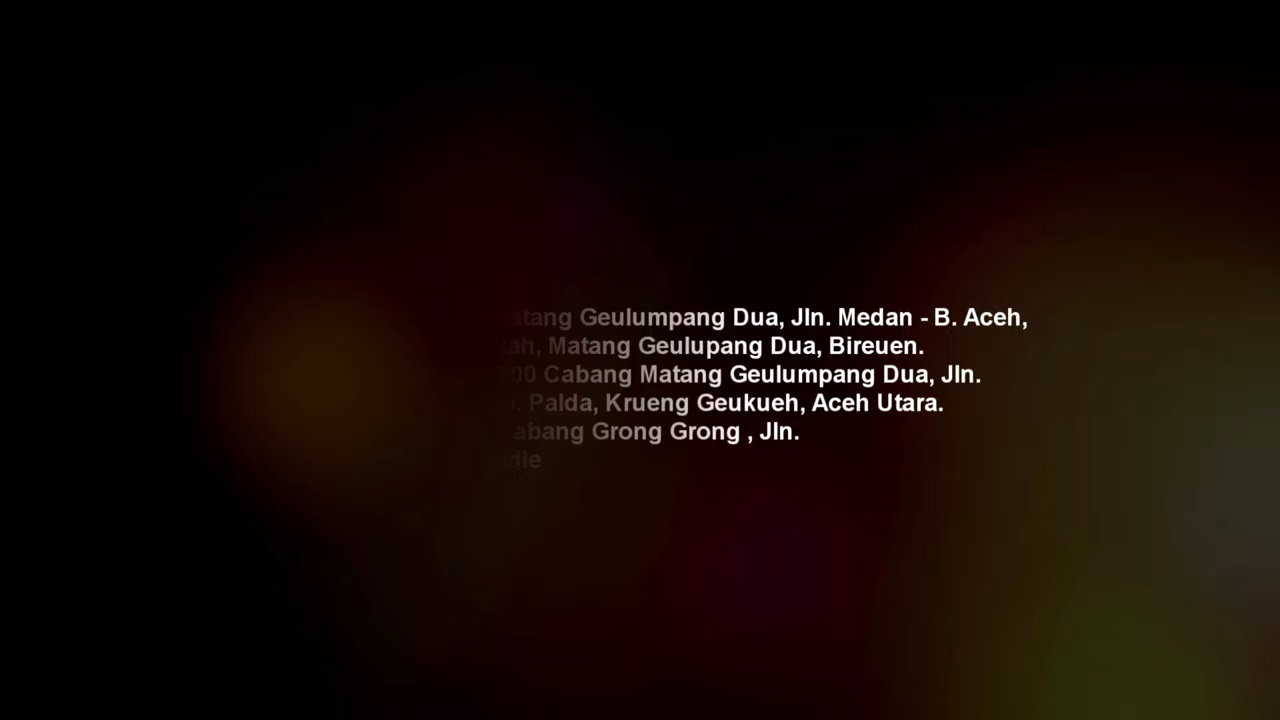 Geulumpang Dua, Jln. Medan - B. Aceh,
Matang Geulupang Dua, Bireuen.
Cabang Matang Geulumpang Dua, Jln.
Palda, Krueng Geukueh, Aceh Utara.
Grong Grong , Jln.